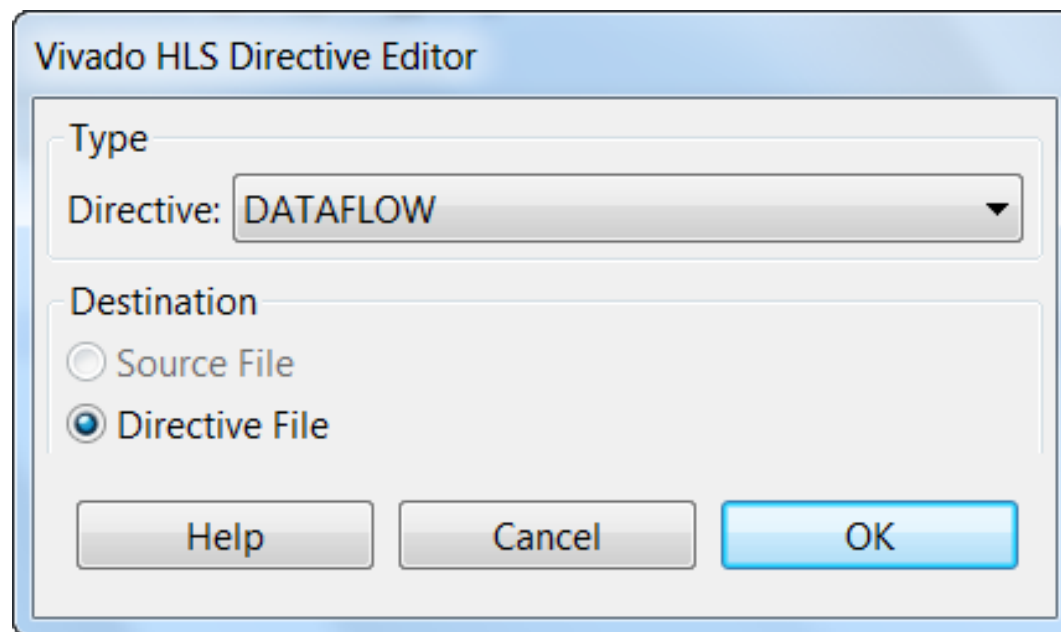 Vivado HLS Directive Editor
Type
Directive: DATAFLOW
Destination
Source File
Directive File
Help Cancel OK